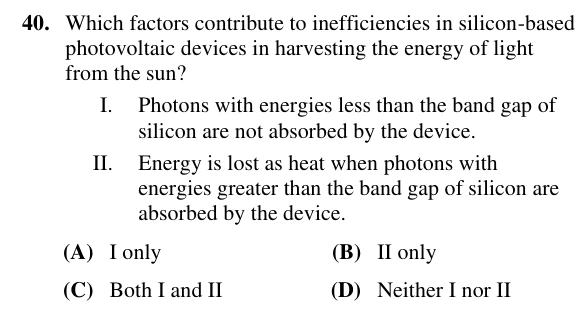 40. Which factors contribute to inefficiencies in silicon-based
photovoltaic devices in harvesting the energy of light
from the sun?
I. Photons with energies less than the band gap of
silicon are not absorbed by the device.
II. Energy is lost as heat when photons with
energies greater than the band gap of silicon are
absorbed by the device.
(A) I only (B) II only
(C) Both I and II (D) Neither I nor II